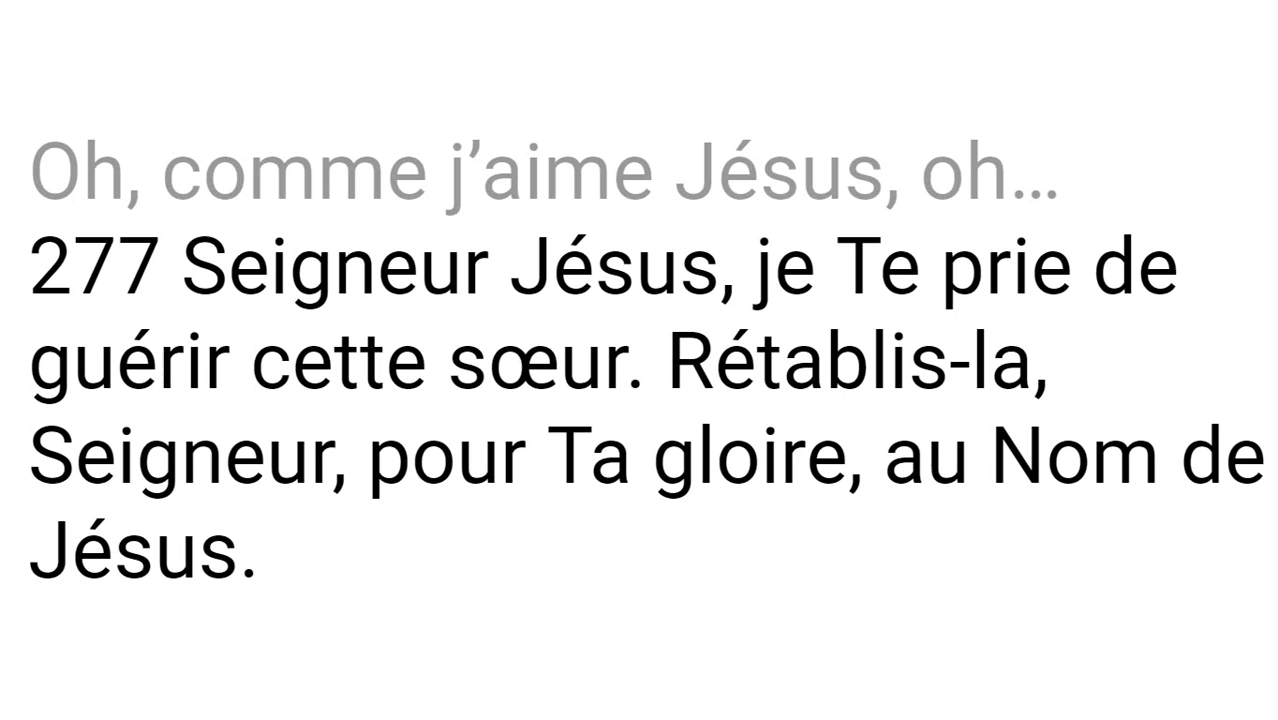 Oh, comme j’aime Jésus, oh…
277 Seigneur Jésus, je Te prie de
guérir cette sœur. Rétablis-la,
Seigneur, pour Ta gloire, au Nom de
Jésus.